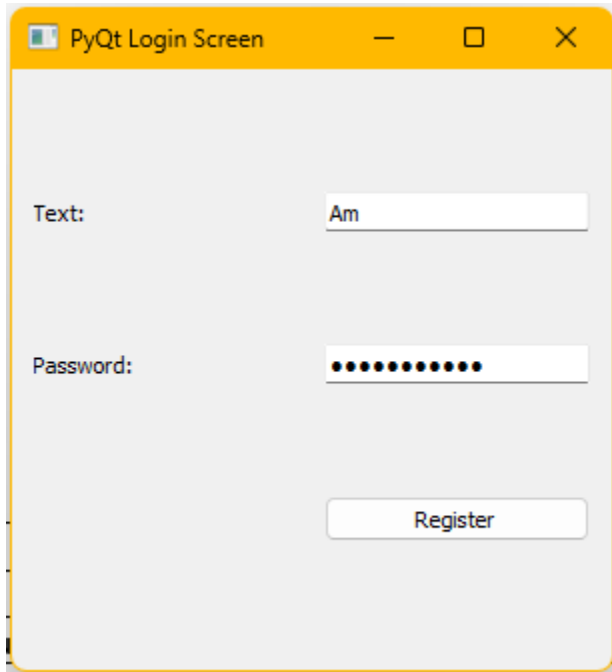 PyQt Login Screen
Text: Am
Password: •••••••••••
Register